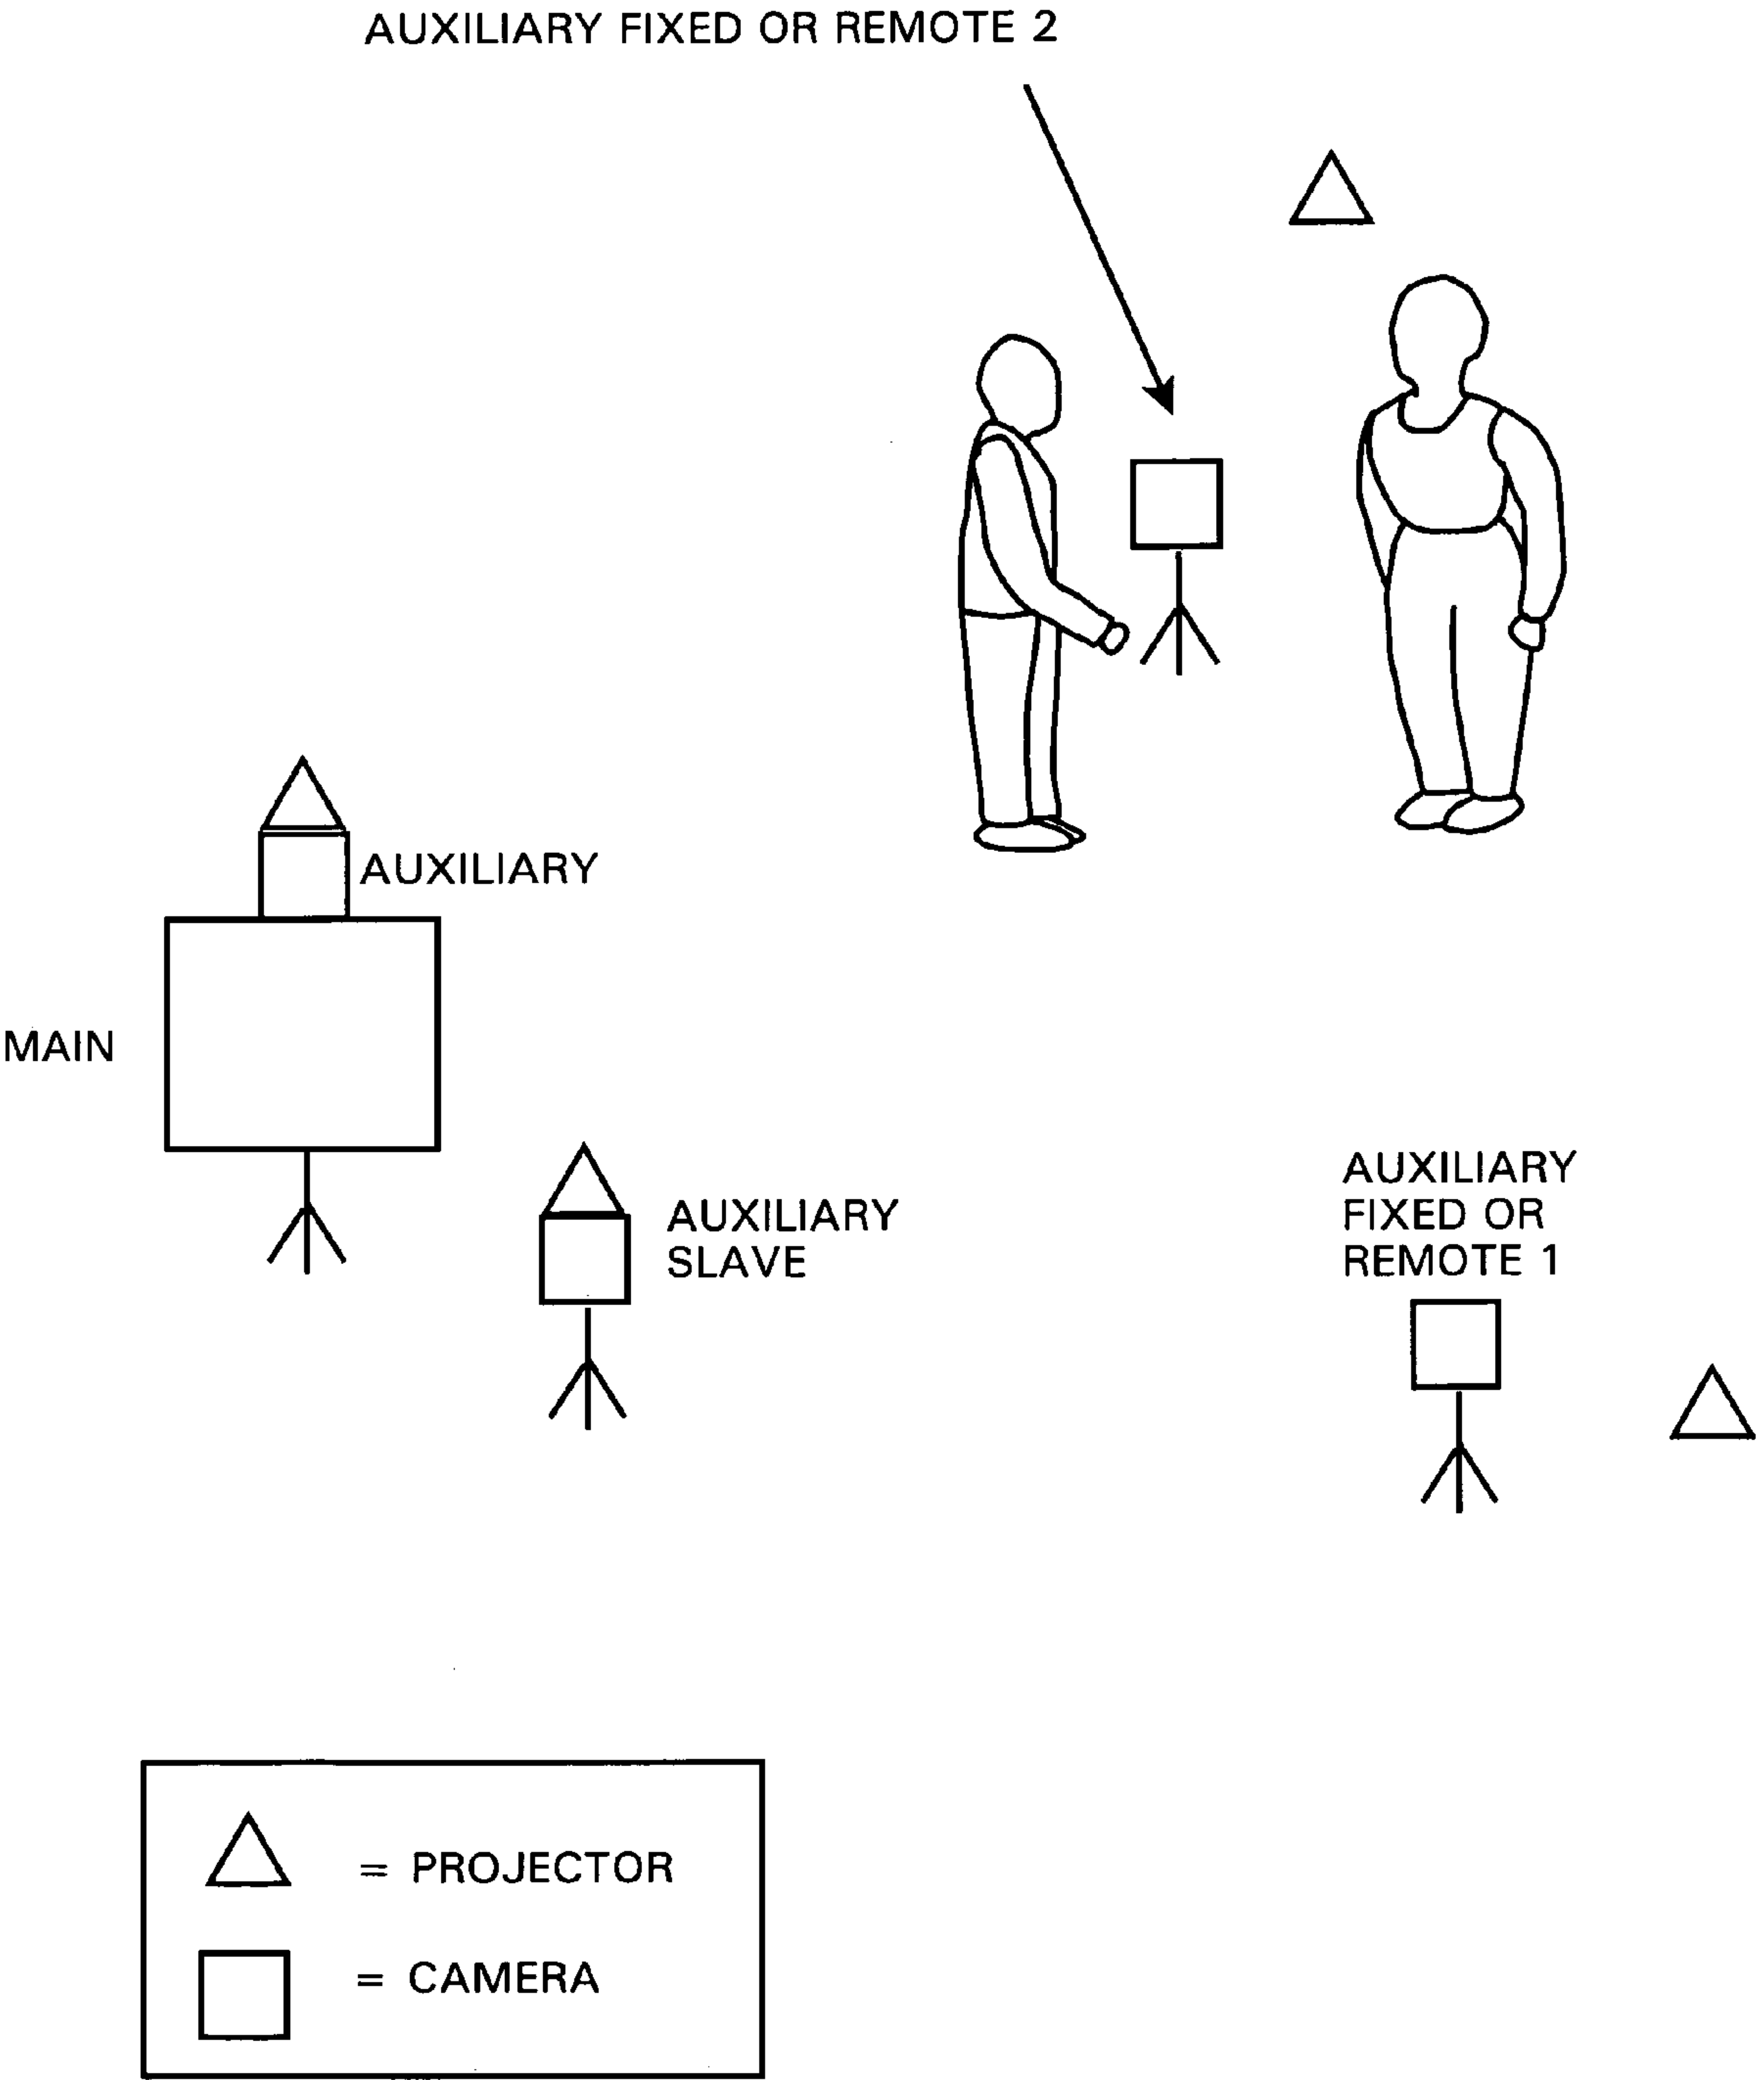 AUXILIARY FIXED OR REMOTE 2
AUXILIARY
MAIN
AUXILIARY
SLAVE
AUXILIARY
FIXED OR
REMOTE 1
= PROJECTOR
= CAMERA